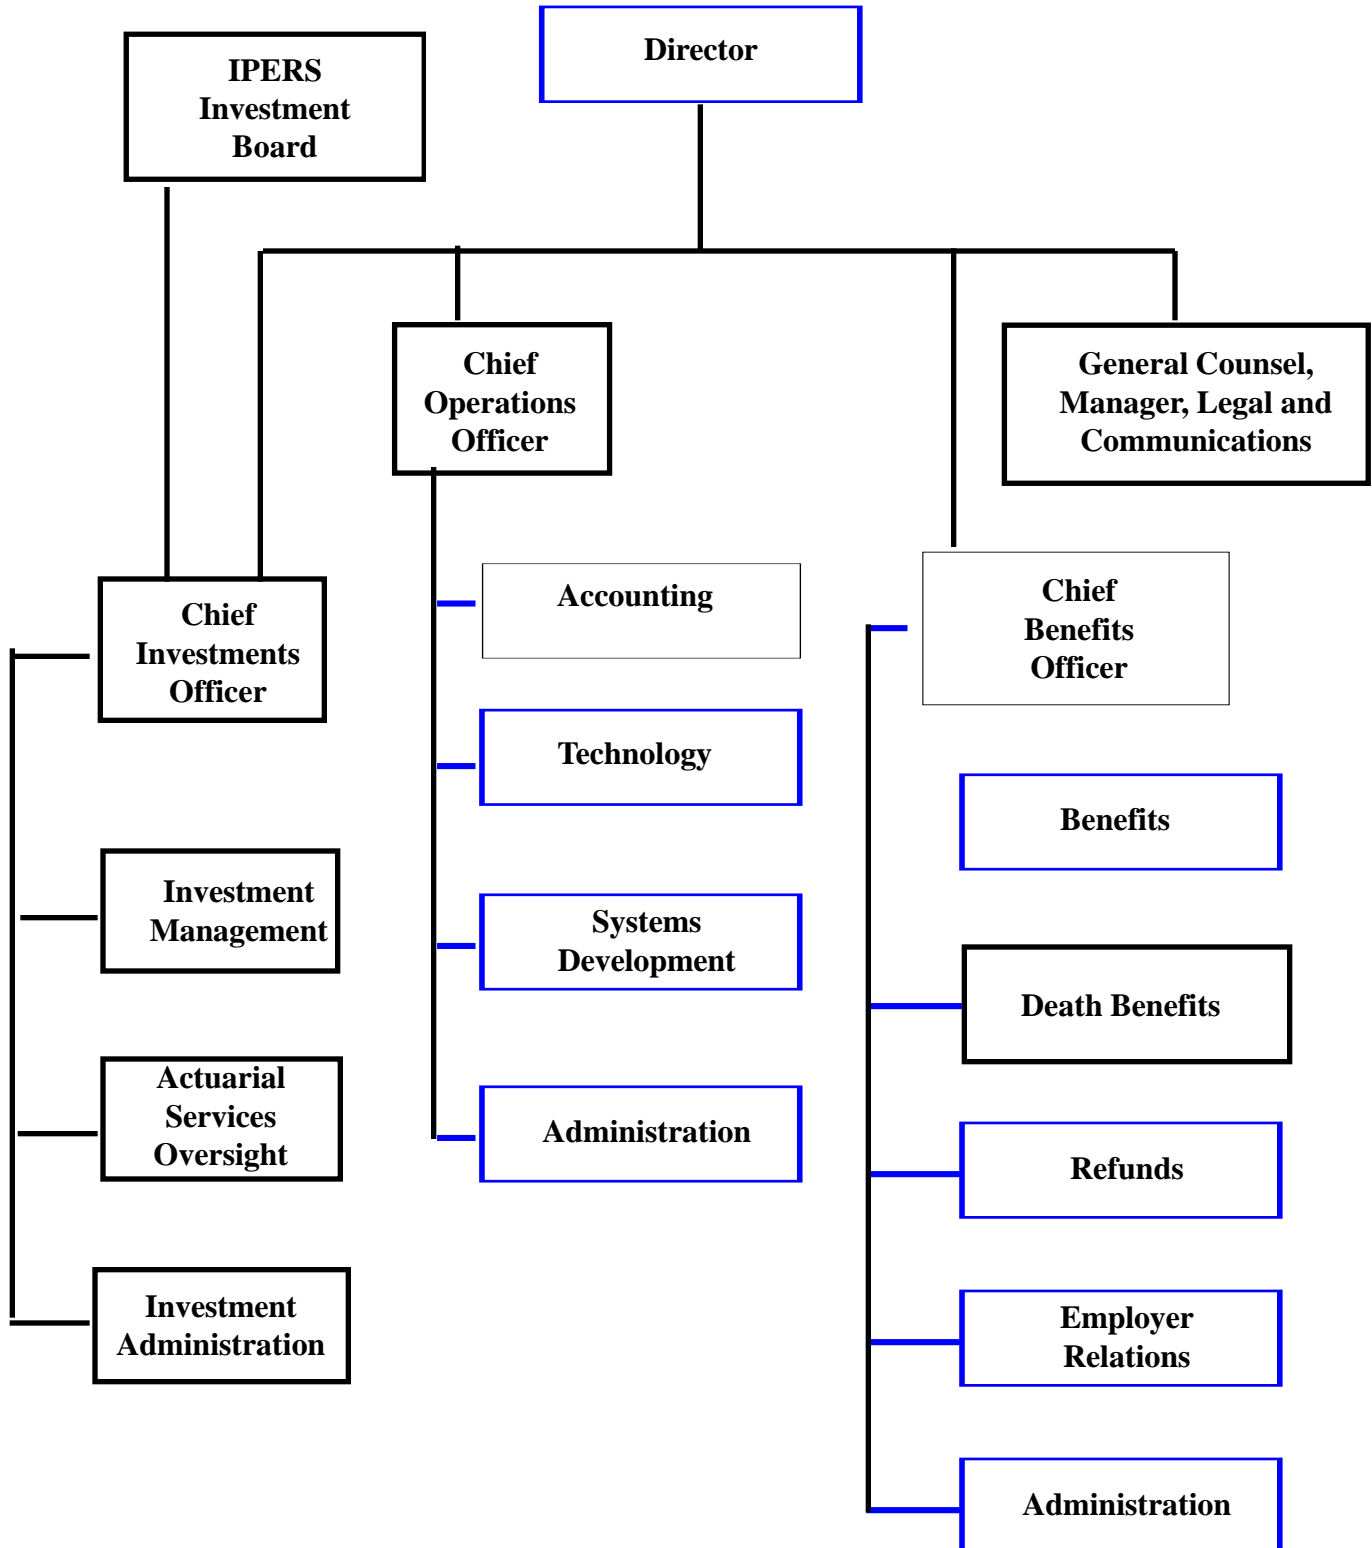 Director
IPERS
Investment
Board
Chief
Operations
Officer
General Counsel,
Manager, Legal and
Communications
Chief
Investments
Officer
Accounting
Chief
Benefits
Officer
Technology
Benefits
Investment
Management
Systems
Development
Death Benefits
Actuarial
Services
Oversight
Administration
Refunds
Investment
Administration
Employer
Relations
Administration